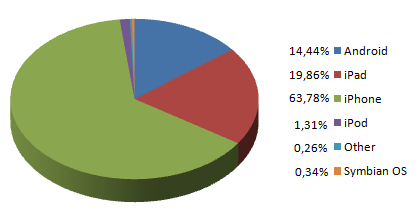 14,44% Android
19,86% iPad
63,78% iPhone
1,31% iPod
0,26% Other
0,34% Symbian OS